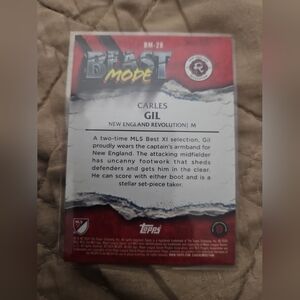 BM-28
BEAST
MODE
CARLES
GIL
NEW ENGLAND REVOLUTION | M
A two-time MLS Best XI selection, Gil
proudly wears the captain's armband for
New England. The attacking midfielder
has uncanny footwork that sheds
defenders and gets him in the clear.
He can score with either boot and is a
stellar set-piece taker.
Topps
MLS